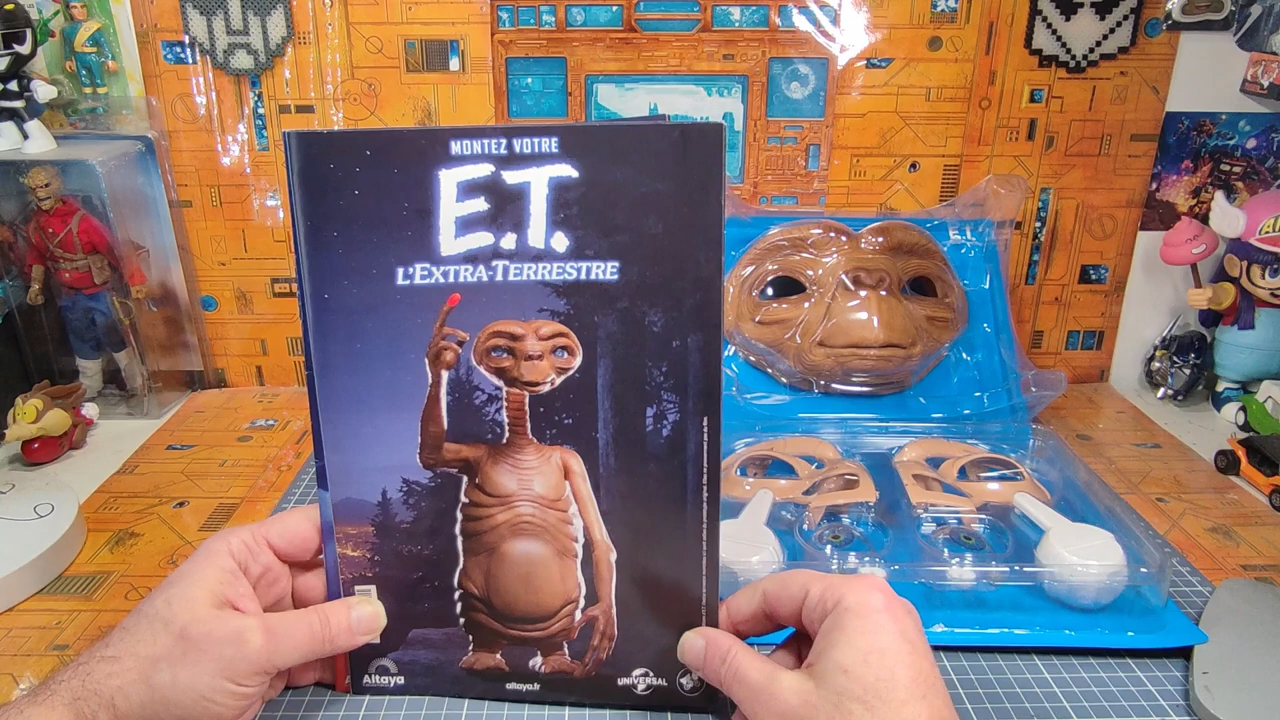 MONTEZ VOTRE
E.T.
L'EXTRA-TERRESTRE
Altaya
altaya.fr
UNIVERSAL